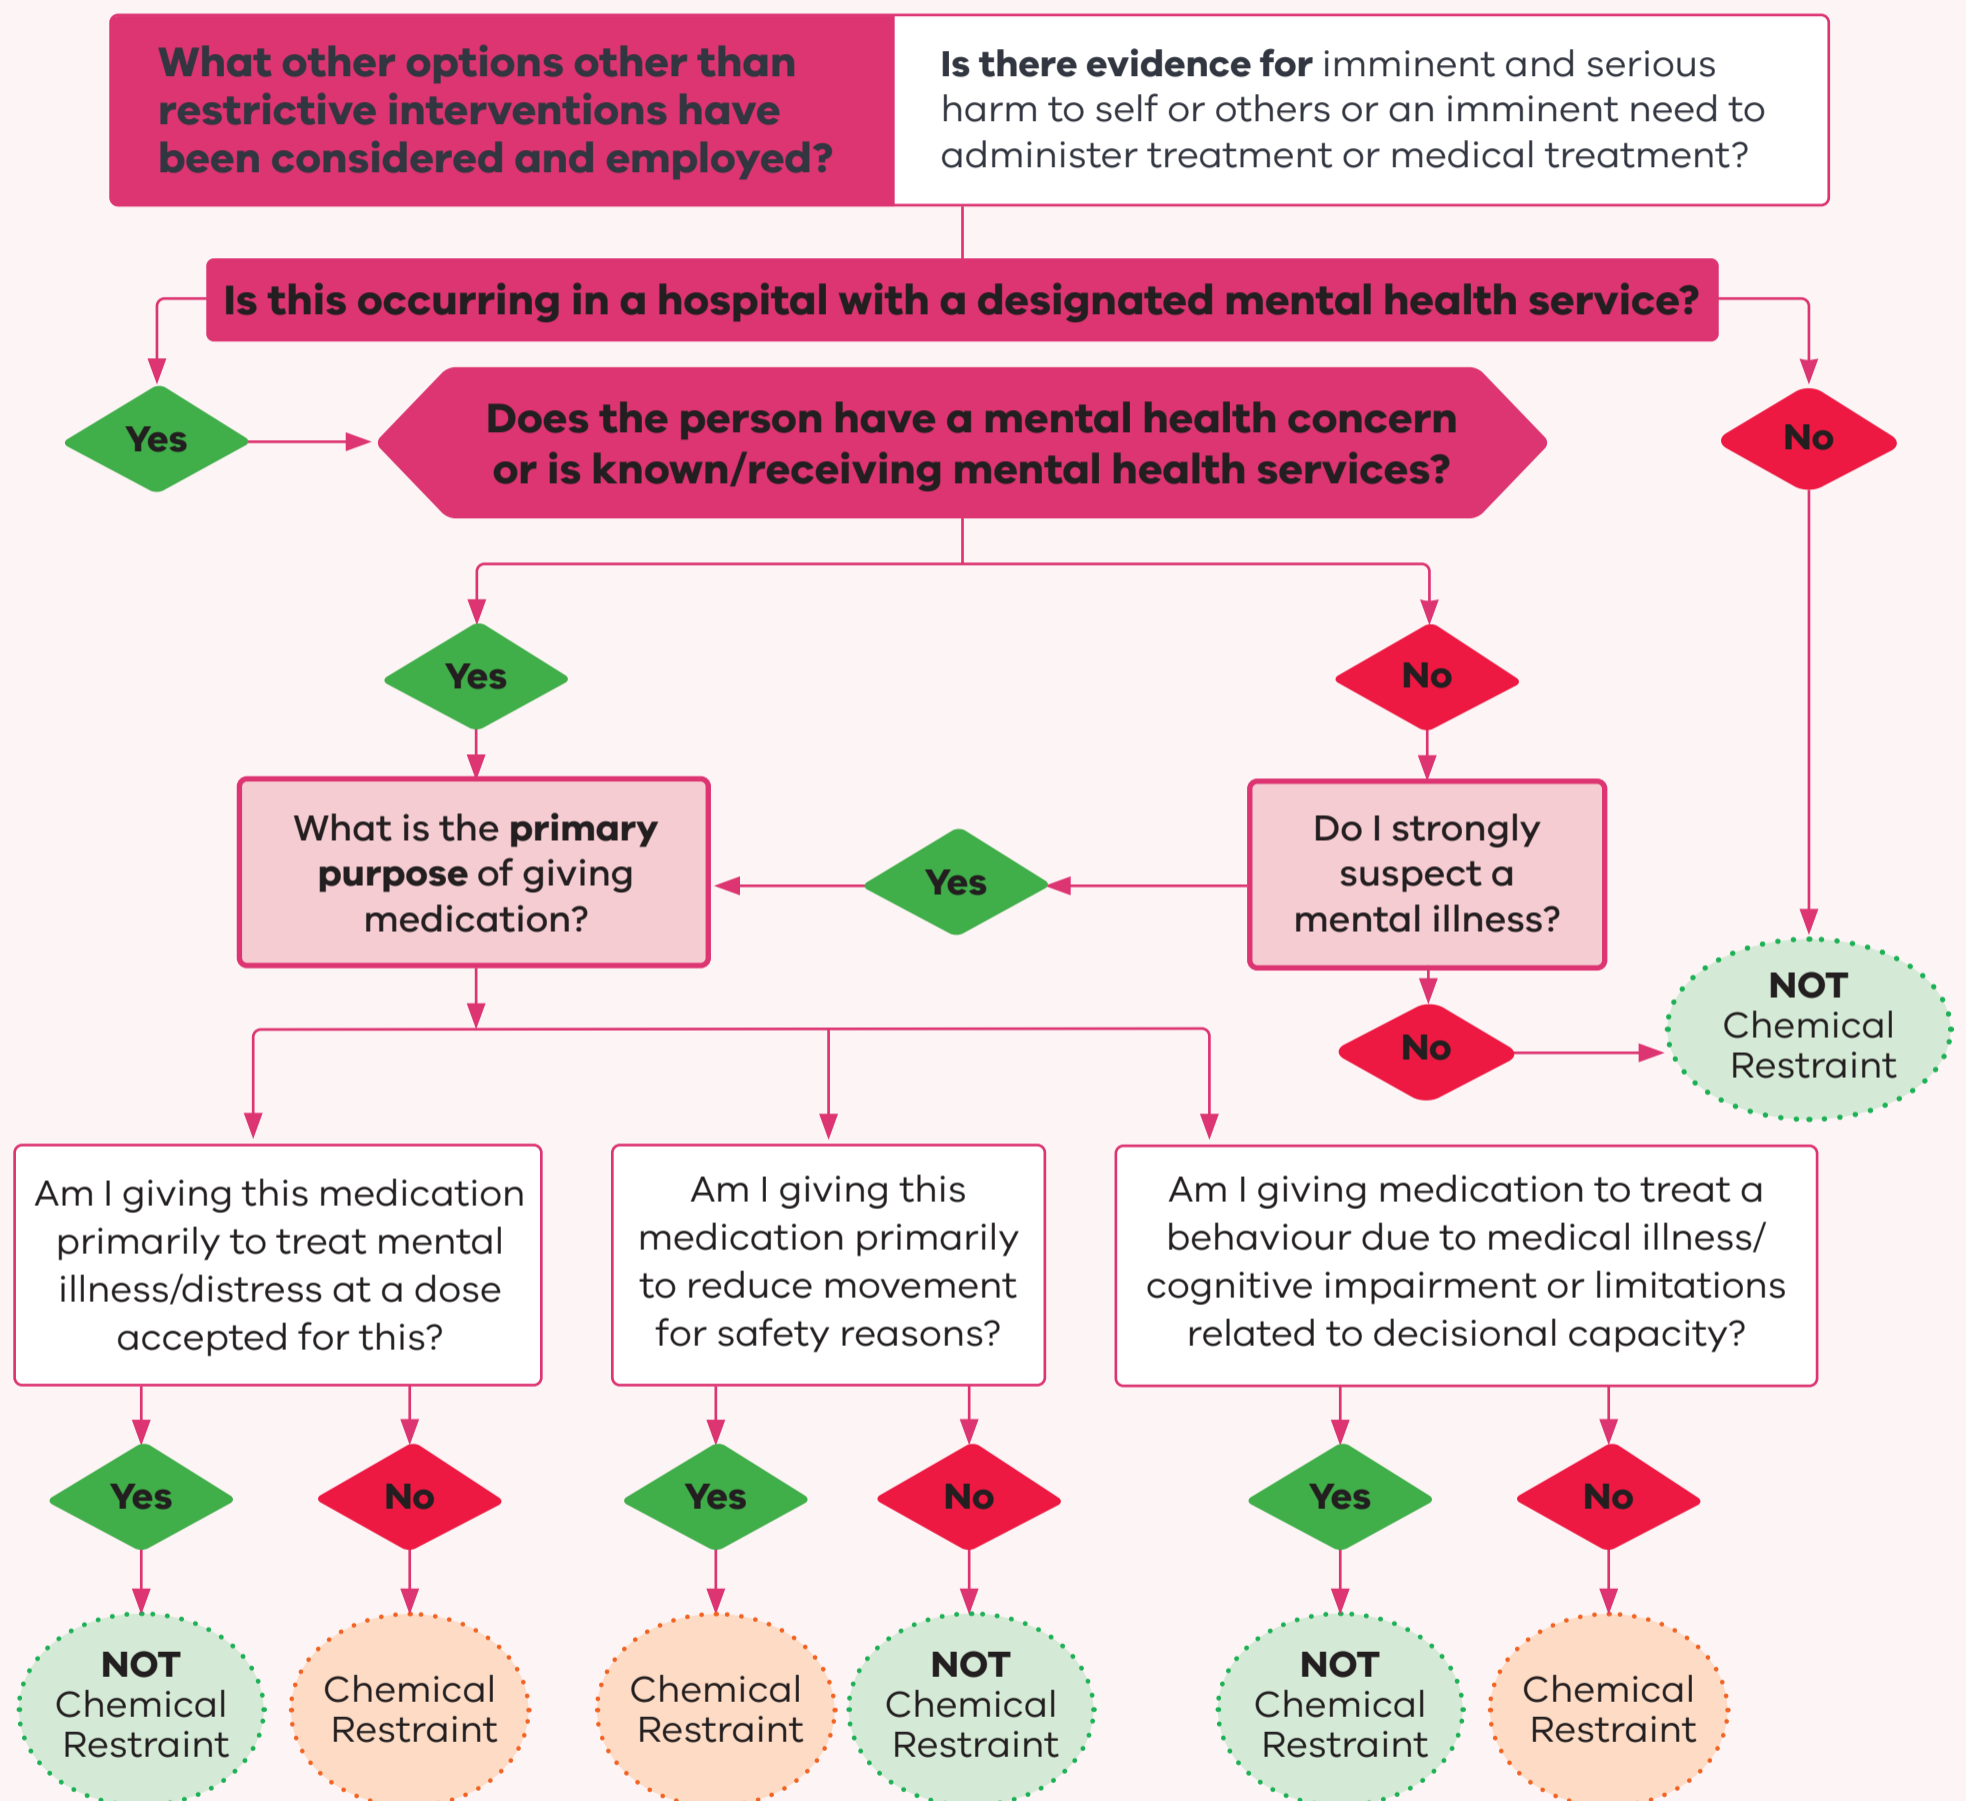 What other options other than
restrictive interventions have
been considered and employed?
Is there evidence for imminent and serious
harm to self or others or an imminent need to
administer treatment or medical treatment?
Is this occurring in a hospital with a designated mental health service?
Yes
Does the person have a mental health concern
or is known/receiving mental health services?
No
Yes
No
What is the primary
purpose of giving
medication?
Yes
Do I strongly
suspect a
mental illness?
No
NOT
Chemical
Restraint
Am I giving this medication
primarily to treat mental
illness/distress at a dose
accepted for this?
Am I giving this
medication primarily
to reduce movement
for safety reasons?
Am I giving medication to treat a
behaviour due to medical illness/
cognitive impairment or limitations
related to decisional capacity?
Yes
No
Yes
No
Yes
No
NOT
Chemical
Restraint
Chemical
Restraint
Chemical
Restraint
NOT
Chemical
Restraint
NOT
Chemical
Restraint
Chemical
Restraint